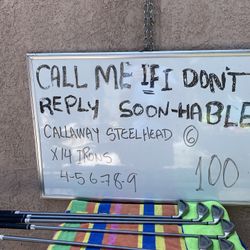 CALL ME IF I DON'T
REPLY SOON-HABLE
CALLAWAY STEELHEAD 6
X14 IRONS
4-5 6 7-8-9 100